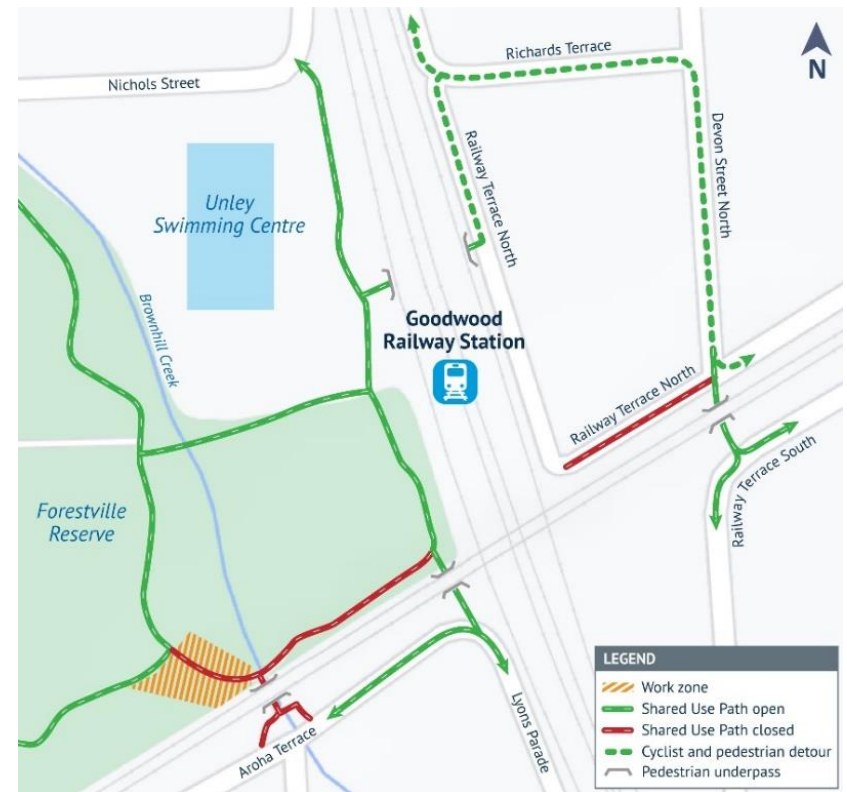 Richards Terrace
N
Nichols Street
Railway Terrace North
Devon Street North
Unley
Swimming Centre
Brownhill Creek
Goodwood
Railway Station
Railway Terrace North
Railway Terrace South
Forestville
Reserve
Aroha Terrace
Lyons Parade
LEGEND
Work zone
Shared Use Path open
Shared Use Path closed
Cyclist and pedestrian detour
Pedestrian underpass